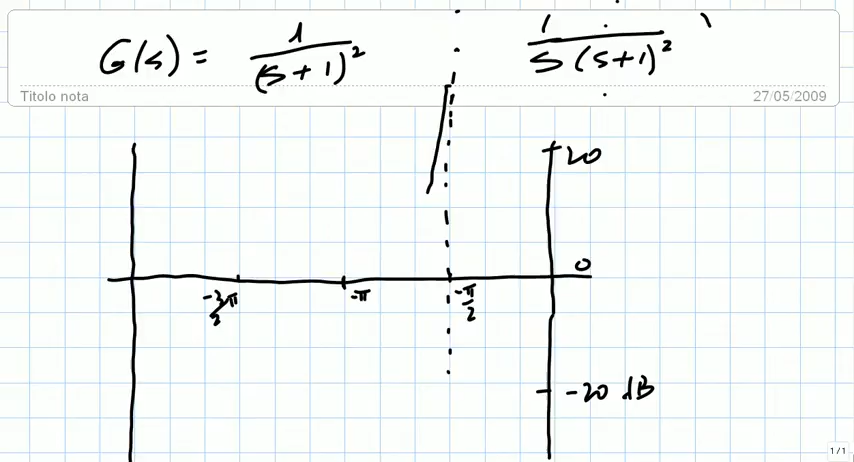 G(s) = 1/(s+1)² 1/s(s+1)²
Titolo nota 27/05/2009
20
0
-3/2 π -π -π/2
-20 dB
1/1